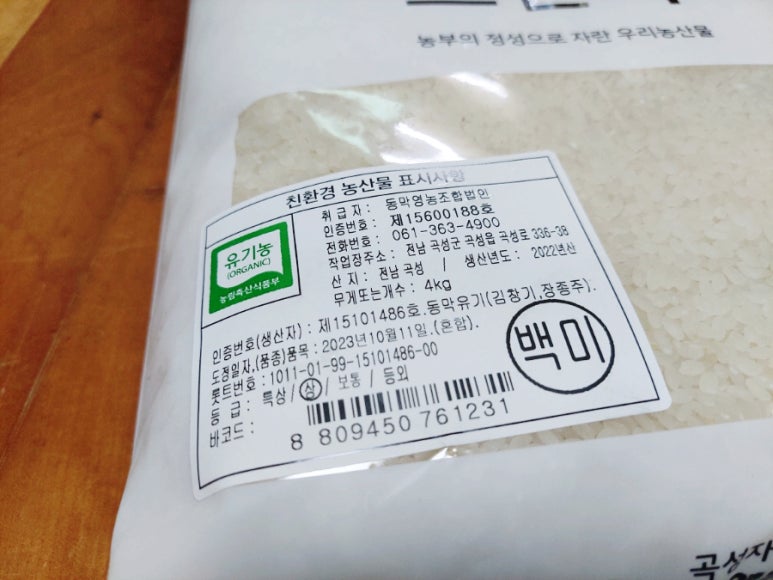 농부의 정성으로 자란 우리농산물
친환경 농산물 표시사항
유기농
(ORGANIC)
농림축산식품부
취 급 자 : 동막영농조합법인
인증번호 : 제15600188호
전화번호 : 061-363-4900
작업장주소 : 전남 곡성군 곡성읍 곡성로 336-38
산 지 : 전남 곡성 / 생산년도 : 2022년산
무게또는개수 : 4kg
인증번호(생산자) : 제15101486호.동막유기(김창기,장종주).
도정일자,(품종)품목 : 2023년10월11일.(혼합).
롯트번호 : 1011-01-99-15101486-00
등 급 : 특상/상/ 보통 / 등외
바코드 :
8 809450 761231
백미
곡성자